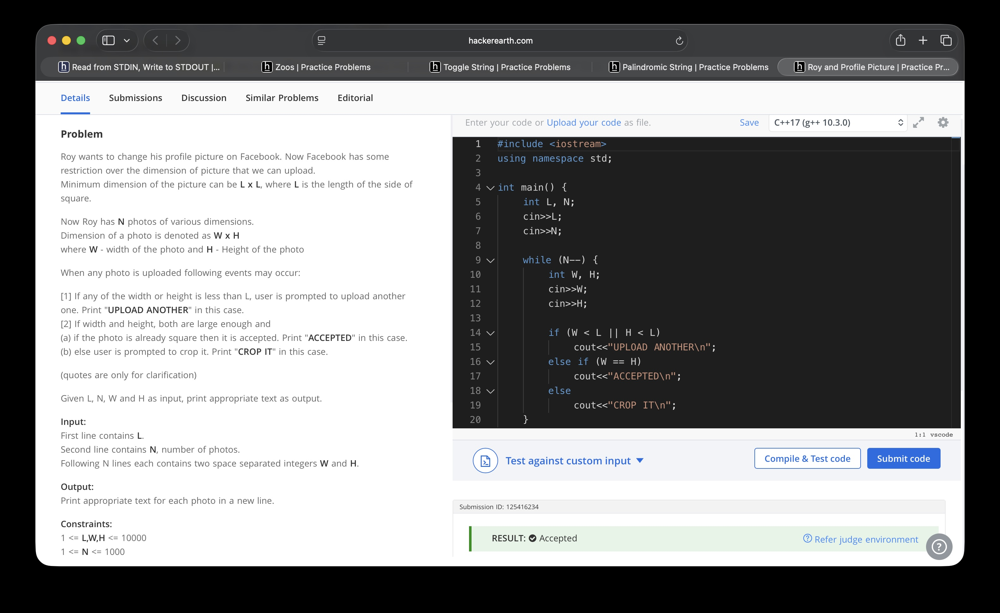 hackerearth.com
Read from STDIN, Write to STDOUT |...
Zoos | Practice Problems
Toggle String | Practice Problems
Palindromic String | Practice Problems
Roy and Profile Picture | Practice Pr...
Details
Submissions
Discussion
Similar Problems
Editorial
Problem
Roy wants to change his profile picture on Facebook. Now Facebook has some
restriction over the dimension of picture that we can upload.
Minimum dimension of the picture can be L x L, where L is the length of the side of
square.
Now Roy has N photos of various dimensions.
Dimension of a photo is denoted as W x H
where W - width of the photo and H - Height of the photo
When any photo is uploaded following events may occur:
[1] If any of the width or height is less than L, user is prompted to upload another
one. Print "UPLOAD ANOTHER" in this case.
[2] If width and height, both are large enough and
(a) if the photo is already square then it is accepted. Print "ACCEPTED" in this case.
(b) else user is prompted to crop it. Print "CROP IT" in this case.
(quotes are only for clarification)
Given L, N, W and H as input, print appropriate text as output.
Input:
First line contains L.
Second line contains N, number of photos.
Following N lines each contains two space separated integers W and H.
Output:
Print appropriate text for each photo in a new line.
Constraints:
1 <= L,W,H <= 10000
1 <= N <= 1000
Enter your code or Upload your code as file.
Save
C++17 (g++ 10.3.0)
1 #include <iostream>
2 using namespace std;
3
4 int main() {
5 int L, N;
6 cin>>L;
7 cin>>N;
8
9 while (N--) {
10 int W, H;
11 cin>>W;
12 cin>>H;
13
14 if (W < L || H < L)
15 cout<<"UPLOAD ANOTHER\n";
16 else if (W == H)
17 cout<<"ACCEPTED\n";
18 else
19 cout<<"CROP IT\n";
20 }
1:1 vscode
Test against custom input
Compile & Test code
Submit code
Submission ID: 125416234
RESULT: Accepted
Refer judge environment